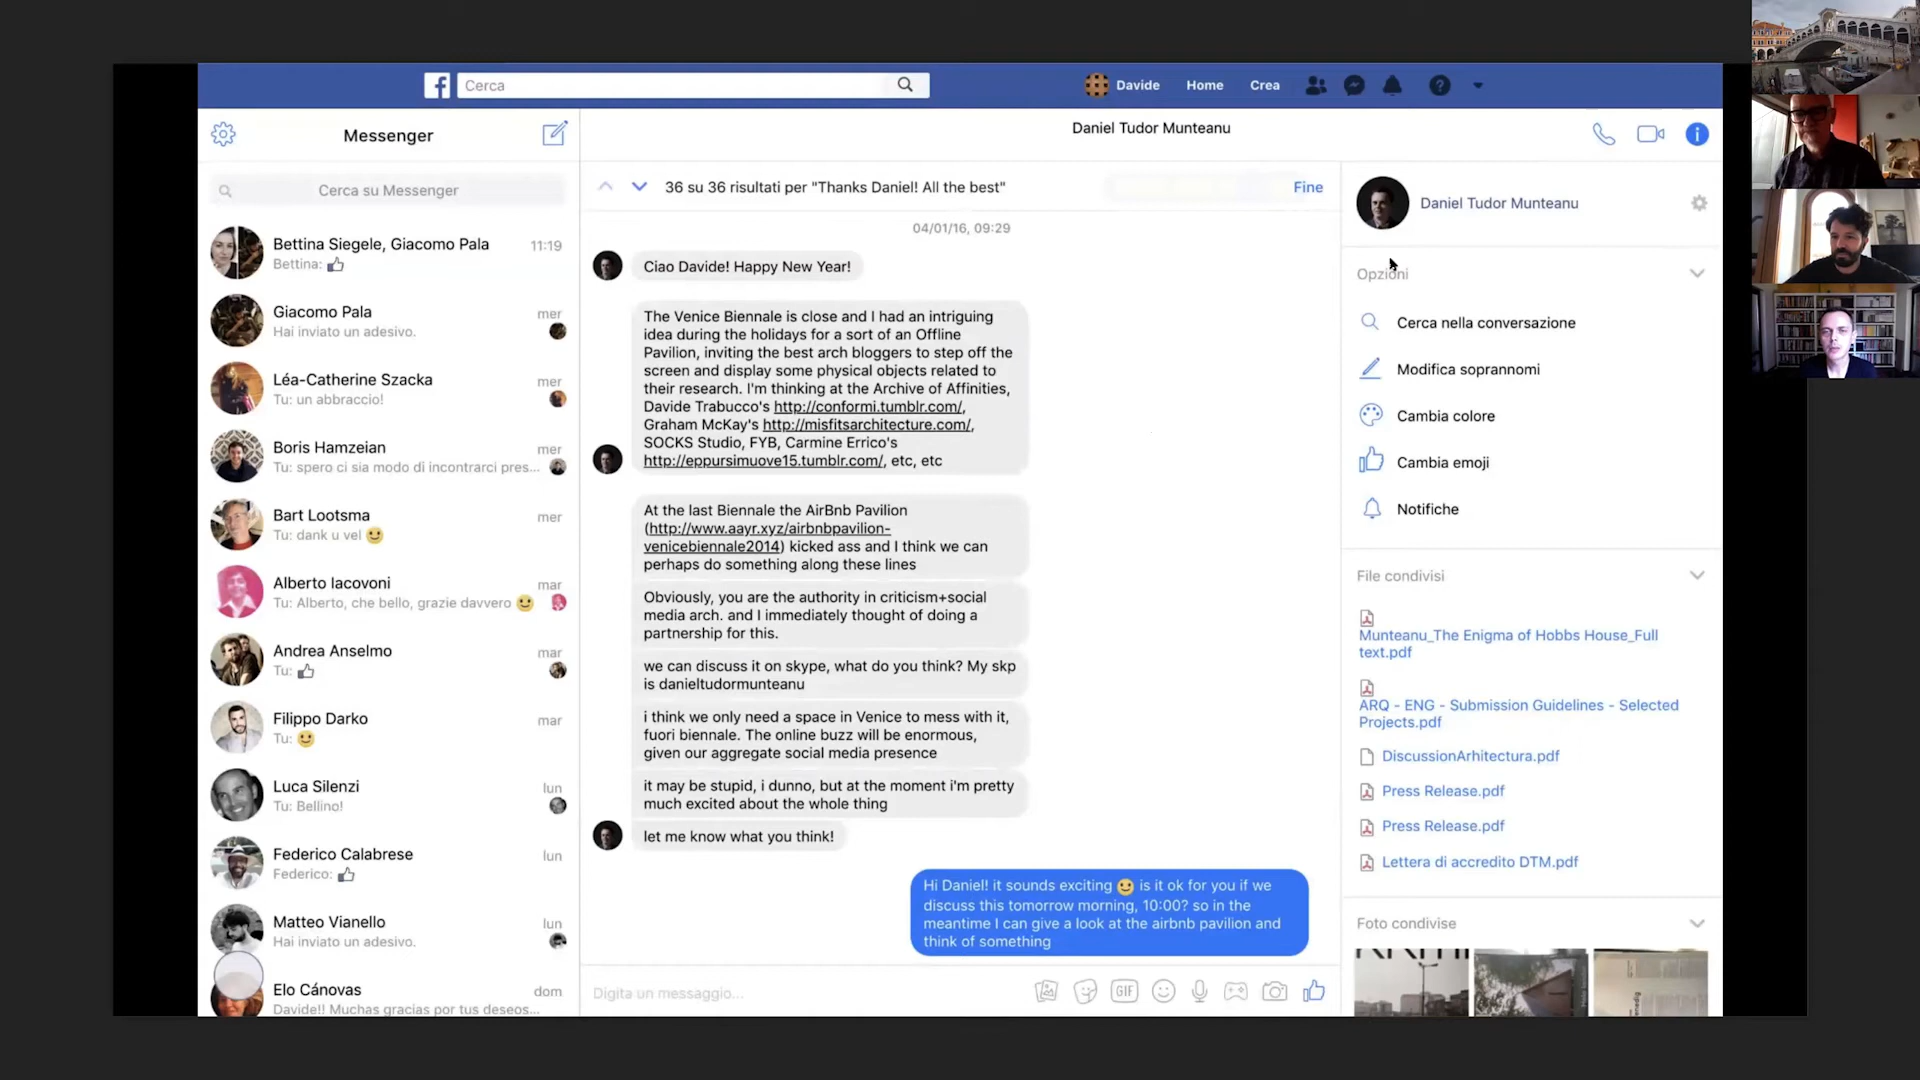 Cerca
Davide
Home
Crea
Messenger
Daniel Tudor Munteanu
Cerca su Messenger
Bettina Siegele, Giacomo Pala
11:19
Bettina:
Giacomo Pala
mer
Hai inviato un adesivo.
Léa-Catherine Szacka
mer
Tu: un abbraccio!
Boris Hamzeian
mer
Tu: spero ci sia modo di incontrarci pres...
Bart Lootsma
mer
Tu: dank u vel 🙂
Alberto Iacovoni
mar
Tu: Alberto, che bello, grazie davvero 🙂
Andrea Anselmo
mar
Tu:
Filippo Darko
mar
Tu: 🙂
Luca Silenzi
lun
Tu: Bellino!
Federico Calabrese
lun
Federico:
Matteo Vianello
lun
Hai inviato un adesivo.
Elo Cánovas
dom
Davide!! Muchas gracias por tus deseos...
36 su 36 risultati per "Thanks Daniel! All the best"
Fine
04/01/16, 09:29
Ciao Davide! Happy New Year!
The Venice Biennale is close and I had an intriguing
idea during the holidays for a sort of an Offline
Pavilion, inviting the best arch bloggers to step off the
screen and display some physical objects related to
their research. I'm thinking at the Archive of Affinities,
Davide Trabucco's http://conformi.tumblr.com/,
Graham McKay's http://misfitsarchitecture.com/,
SOCKS Studio, FYB, Carmine Errico's
http://eppursimuove15.tumblr.com/, etc, etc
At the last Biennale the AirBnb Pavilion
(http://www.aayr.xyz/airbnbpavilion-
venicebiennale2014) kicked ass and I think we can
perhaps do something along these lines
Obviously, you are the authority in criticism+social
media arch. and I immediately thought of doing a
partnership for this.
we can discuss it on skype, what do you think? My skp
is danieltudormunteanu
i think we only need a space in Venice to mess with it,
fuori biennale. The online buzz will be enormous,
given our aggregate social media presence
it may be stupid, i dunno, but at the moment i'm pretty
much excited about the whole thing
let me know what you think!
Hi Daniel! it sounds exciting 🙂 is it ok for you if we
discuss this tomorrow morning, 10:00? so in the
meantime I can give a look at the airbnb pavilion and
think of something
Digita un messaggio...
GIF
Daniel Tudor Munteanu
Opzioni
Cerca nella conversazione
Modifica soprannomi
Cambia colore
Cambia emoji
Notifiche
File condivisi
Munteanu_The Enigma of Hobbs House_Full
text.pdf
ARQ - ENG - Submission Guidelines - Selected
Projects.pdf
DiscussionArhitectura.pdf
Press Release.pdf
Press Release.pdf
Lettera di accredito DTM.pdf
Foto condivise